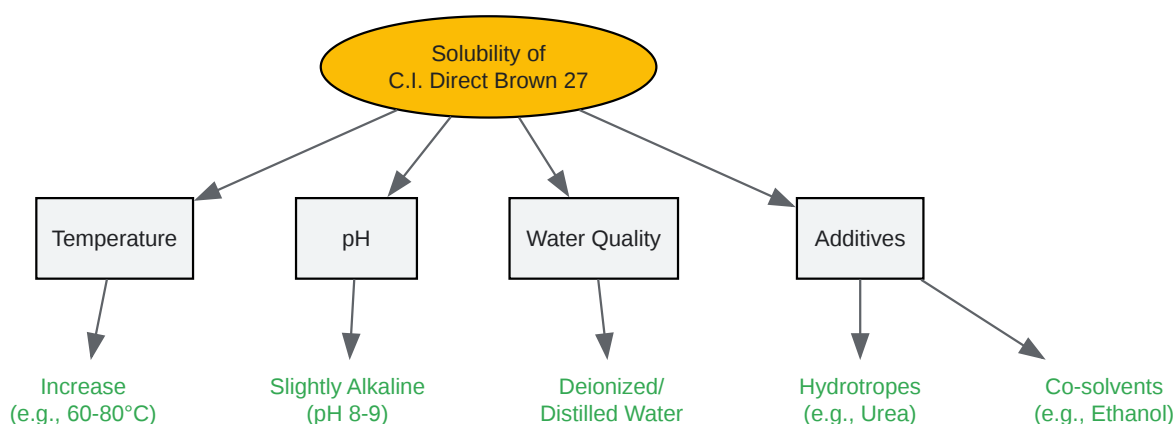 Solubility of
C.I. Direct Brown 27
Temperature
pH
Water Quality
Additives
Increase
(e.g., 60-80°C)
Slightly Alkaline
(pH 8-9)
Deionized/
Distilled Water
Hydrotropes
(e.g., Urea)
Co-solvents
(e.g., Ethanol)